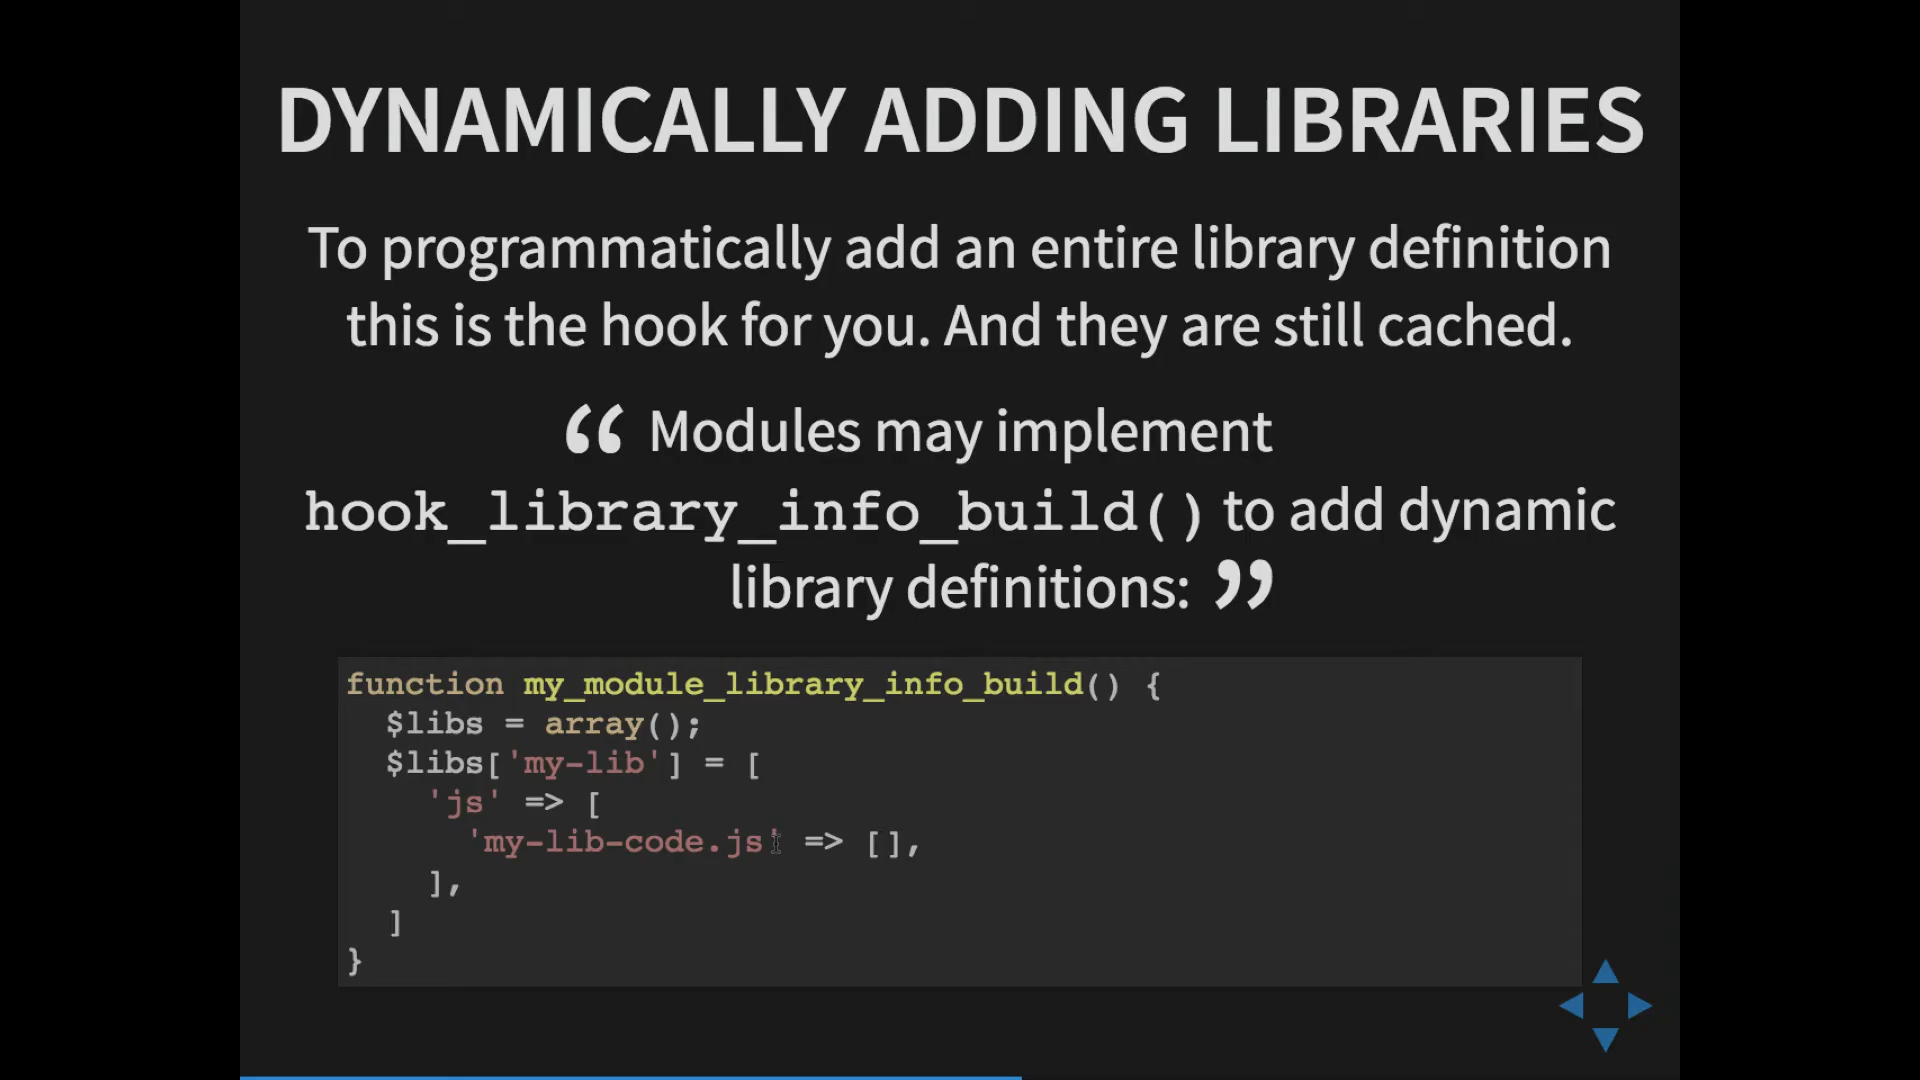 DYNAMICALLY ADDING LIBRARIES
To programmatically add an entire library definition
this is the hook for you. And they are still cached.
“ Modules may implement
hook_library_info_build() to add dynamic
library definitions: ”
function my_module_library_info_build() {
  $libs = array();
  $libs['my-lib'] = [
    'js' => [
      'my-lib-code.js' => [],
    ],
  ]
}